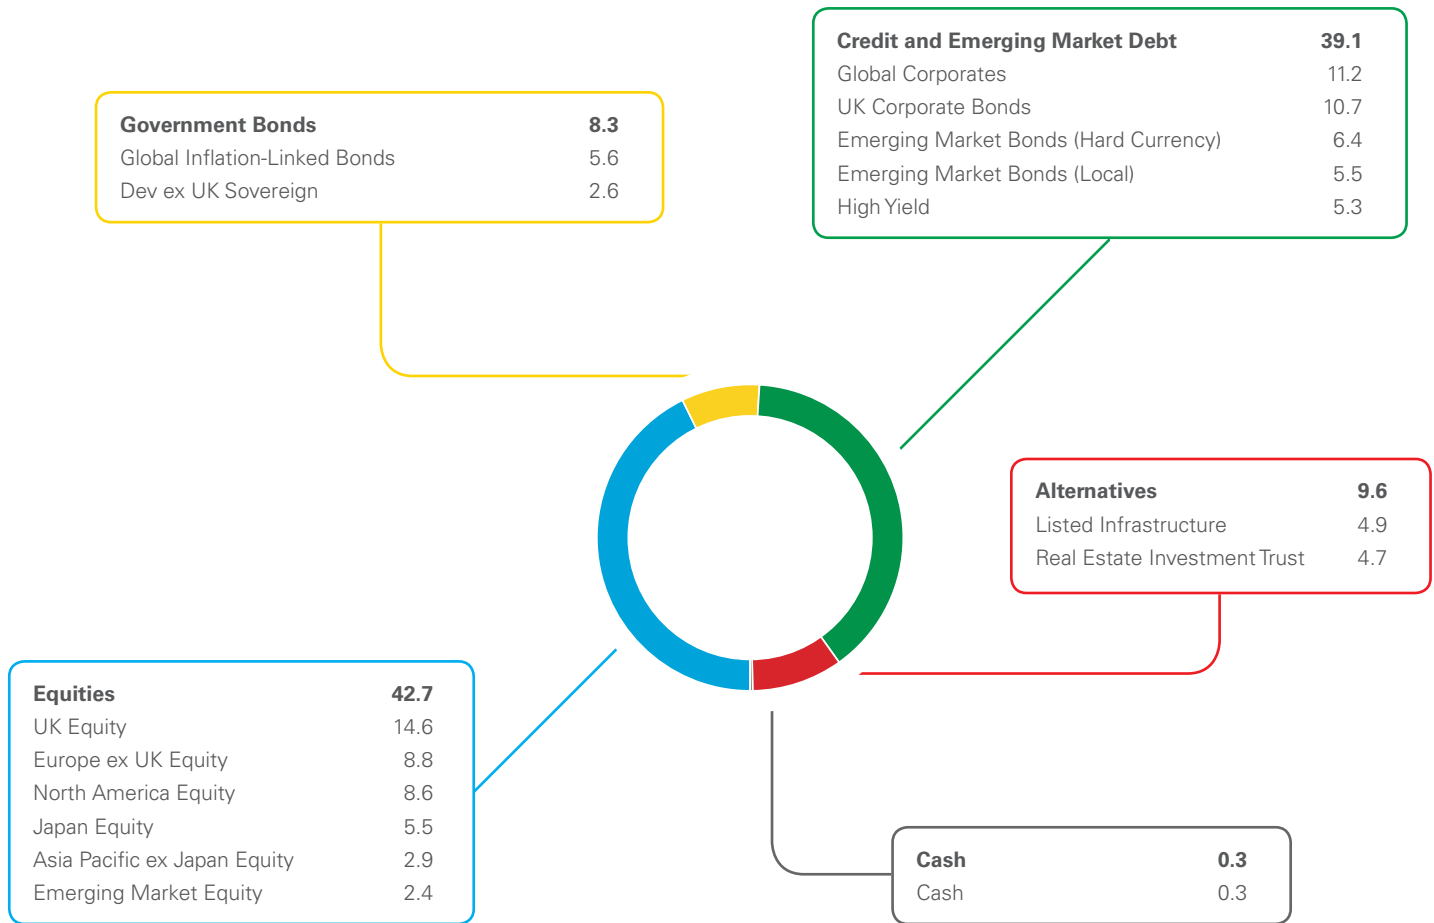 Credit and Emerging Market Debt 39.1
Global Corporates 11.2
UK Corporate Bonds 10.7
Emerging Market Bonds (Hard Currency) 6.4
Emerging Market Bonds (Local) 5.5
High Yield 5.3
Government Bonds 8.3
Global Inflation-Linked Bonds 5.6
Dev ex UK Sovereign 2.6
Alternatives 9.6
Listed Infrastructure 4.9
Real Estate Investment Trust 4.7
Equities 42.7
UK Equity 14.6
Europe ex UK Equity 8.8
North America Equity 8.6
Japan Equity 5.5
Asia Pacific ex Japan Equity 2.9
Emerging Market Equity 2.4
Cash 0.3
Cash 0.3